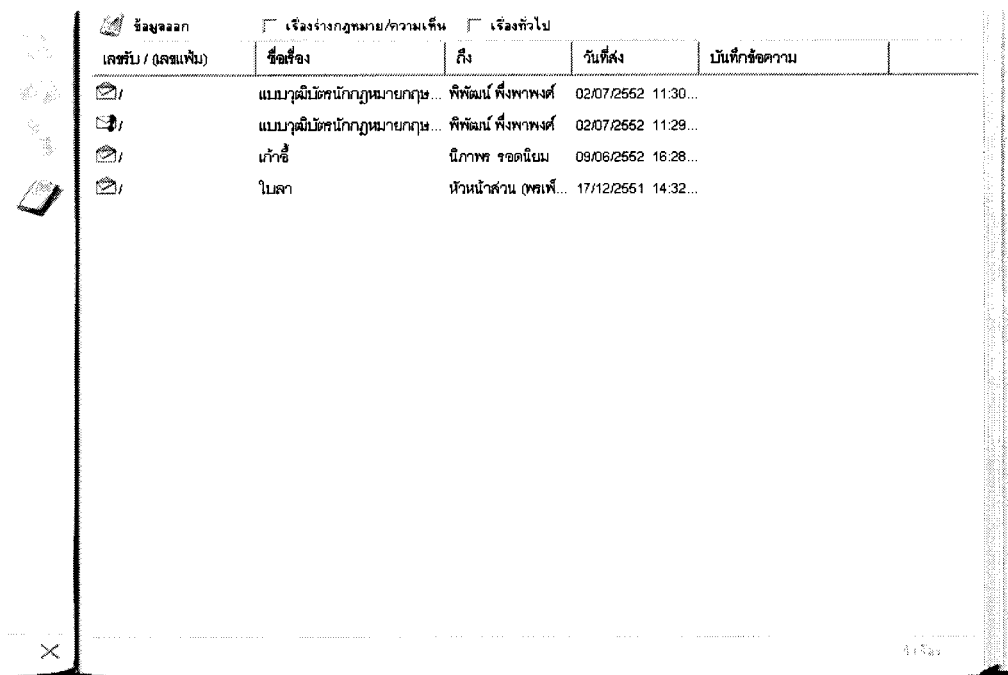 ข้อมูลออก เรื่องร่างกฎหมาย/ความเห็น เรื่องทั่วไป
เลขรับ / (เลขแฟ้ม) ชื่อเรื่อง ถึง วันที่ส่ง บันทึกข้อความ
/ แบบวุฒิบัตรนักกฎหมายกฤษ... พิพัฒน์ พึ่งพาพงศ์ 02/07/2552 11:30...
/ แบบวุฒิบัตรนักกฎหมายกฤษ... พิพัฒน์ พึ่งพาพงศ์ 02/07/2552 11:29...
/ เก้าอี้ นิภาพร รอดนิยม 09/06/2552 16:28...
/ ใบลา หัวหน้าส่วน (พรเพ็... 17/12/2551 14:32...